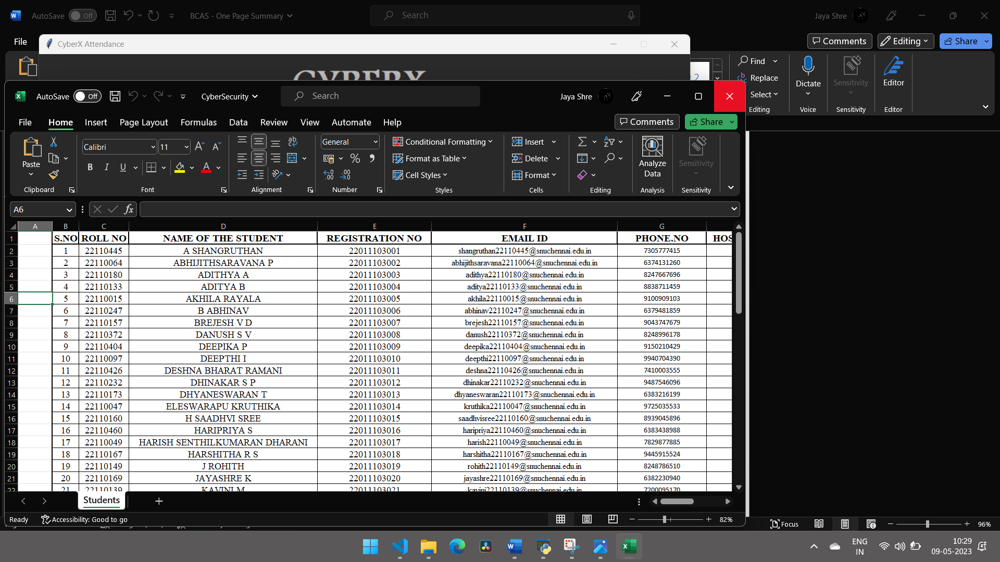 AutoSave Off BCAS - One Page Summary Search Jaya Shre
File Comments Editing Share
CyberX Attendance
CYBERX
Find
Replace
Select
Editing
Dictate
Voice
Sensitivity
Sensitivity
Editor
Editor
AutoSave Off CyberSecurity Search Jaya Shre
File Home Insert Page Layout Formulas Data Review View Automate Help Comments Share
Paste
Clipboard
Calibri 11
B I U
Font
Alignment
General
Number
Conditional Formatting
Format as Table
Cell Styles
Styles
Insert
Delete
Format
Cells
Editing
Analyze
Data
Analysis
Sensitivity
Sensitivity
A6 fx
A B C D E F G
1 S.NO ROLL NO NAME OF THE STUDENT REGISTRATION NO EMAIL ID PHONE.NO HOS
2 1 22110445 A SHANGRUTHAN 22011103001 shangruthan22110445@snuchennai.edu.in 7305777415
3 2 22110064 ABHIJITHSARAVANA P 22011103002 abhijithsaravana22110064@snuchennai.edu.in 6374131260
4 3 22110180 ADITHYA A 22011103003 adithya22110180@snuchennai.edu.in 8247667696
5 4 22110133 ADITYA B 22011103004 aditya22110133@snuchennai.edu.in 8838711459
6 5 22110015 AKHILA RAYALA 22011103005 akhila22110015@snuchennai.edu.in 9100909103
7 6 22110247 B ABHINAV 22011103006 abhinav22110247@snuchennai.edu.in 6379481859
8 7 22110157 BREJESH V D 22011103007 brejesh22110157@snuchennai.edu.in 9043747679
9 8 22110372 DANUSH S V 22011103008 danush22110372@snuchennai.edu.in 8248996178
10 9 22110404 DEEPIKA P 22011103009 deepika22110404@snuchennai.edu.in 9150210429
11 10 22110097 DEEPTHI I 22011103010 deepthi22110097@snuchennai.edu.in 9940704390
12 11 22110426 DESHNA BHARAT RAMANI 22011103011 deshna22110426@snuchennai.edu.in 7410003555
13 12 22110232 DHINAKAR S P 22011103012 dhinakar22110232@snuchennai.edu.in 9487546096
14 13 22110173 DHYANESWARAN T 22011103013 dhyaneswaran22110173@snuchennai.edu.in 6383216199
15 14 22110047 ELESWARAPU KRUTHIKA 22011103014 kruthika22110047@snuchennai.edu.in 9725035533
16 15 22110160 H SAADHVI SREE 22011103015 saadhvisree22110160@snuchennai.edu.in 8939045896
17 16 22110460 HARIPRIYA S 22011103016 haripriya22110460@snuchennai.edu.in 6383438988
18 17 22110049 HARISH SENTHILKUMARAN DHARANI 22011103017 harish22110049@snuchennai.edu.in 7829877885
19 18 22110167 HARSHITHA R S 22011103018 harshitha22110167@snuchennai.edu.in 9445915524
20 19 22110149 J ROHITH 22011103019 rohith22110149@snuchennai.edu.in 8248786510
21 20 22110169 JAYASHRE K 22011103020 jayashre22110169@snuchennai.edu.in 6382230940
22 21 22110139 KAVINI M 22011103021 kavini22110139@snuchennai.edu.in 7200095170
Students
Ready Accessibility: Good to go 82%
Focus 96%
ENG
IN
10:29
09-05-2023